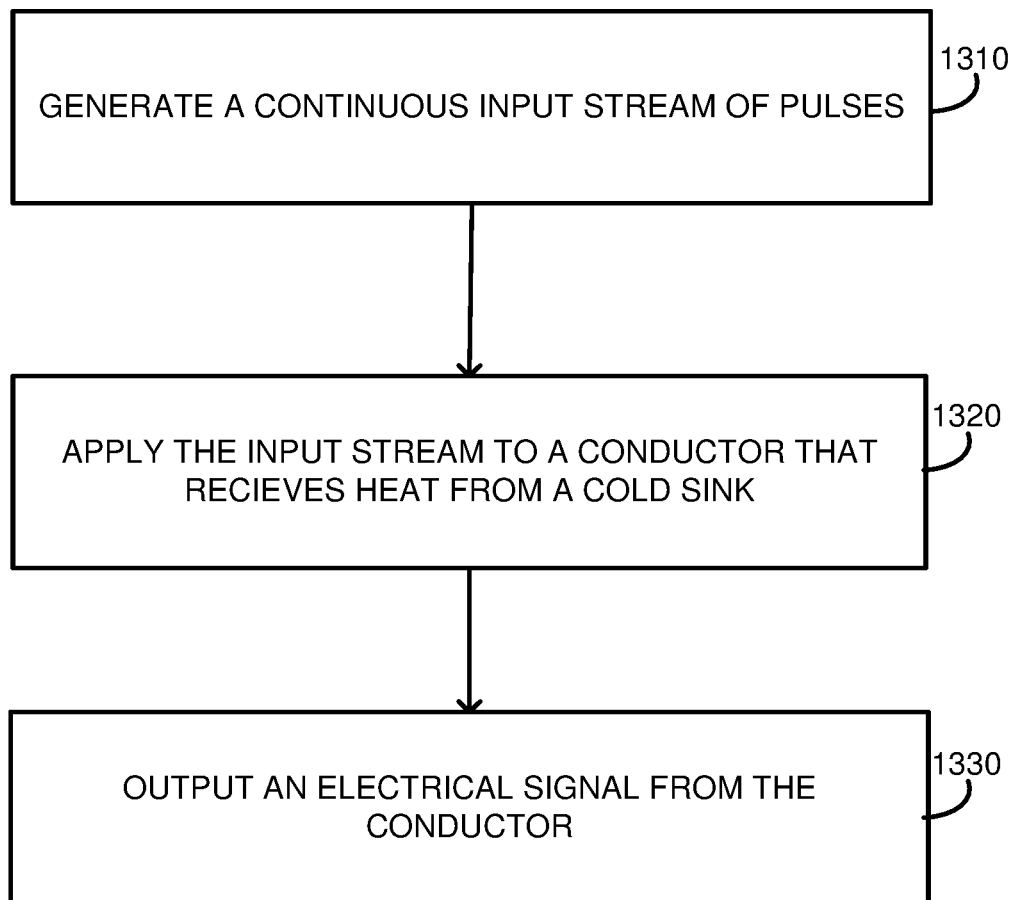 GENERATE A CONTINUOUS INPUT STREAM OF PULSES
1310
APPLY THE INPUT STREAM TO A CONDUCTOR THAT
RECIEVES HEAT FROM A COLD SINK
1320
OUTPUT AN ELECTRICAL SIGNAL FROM THE
CONDUCTOR
1330